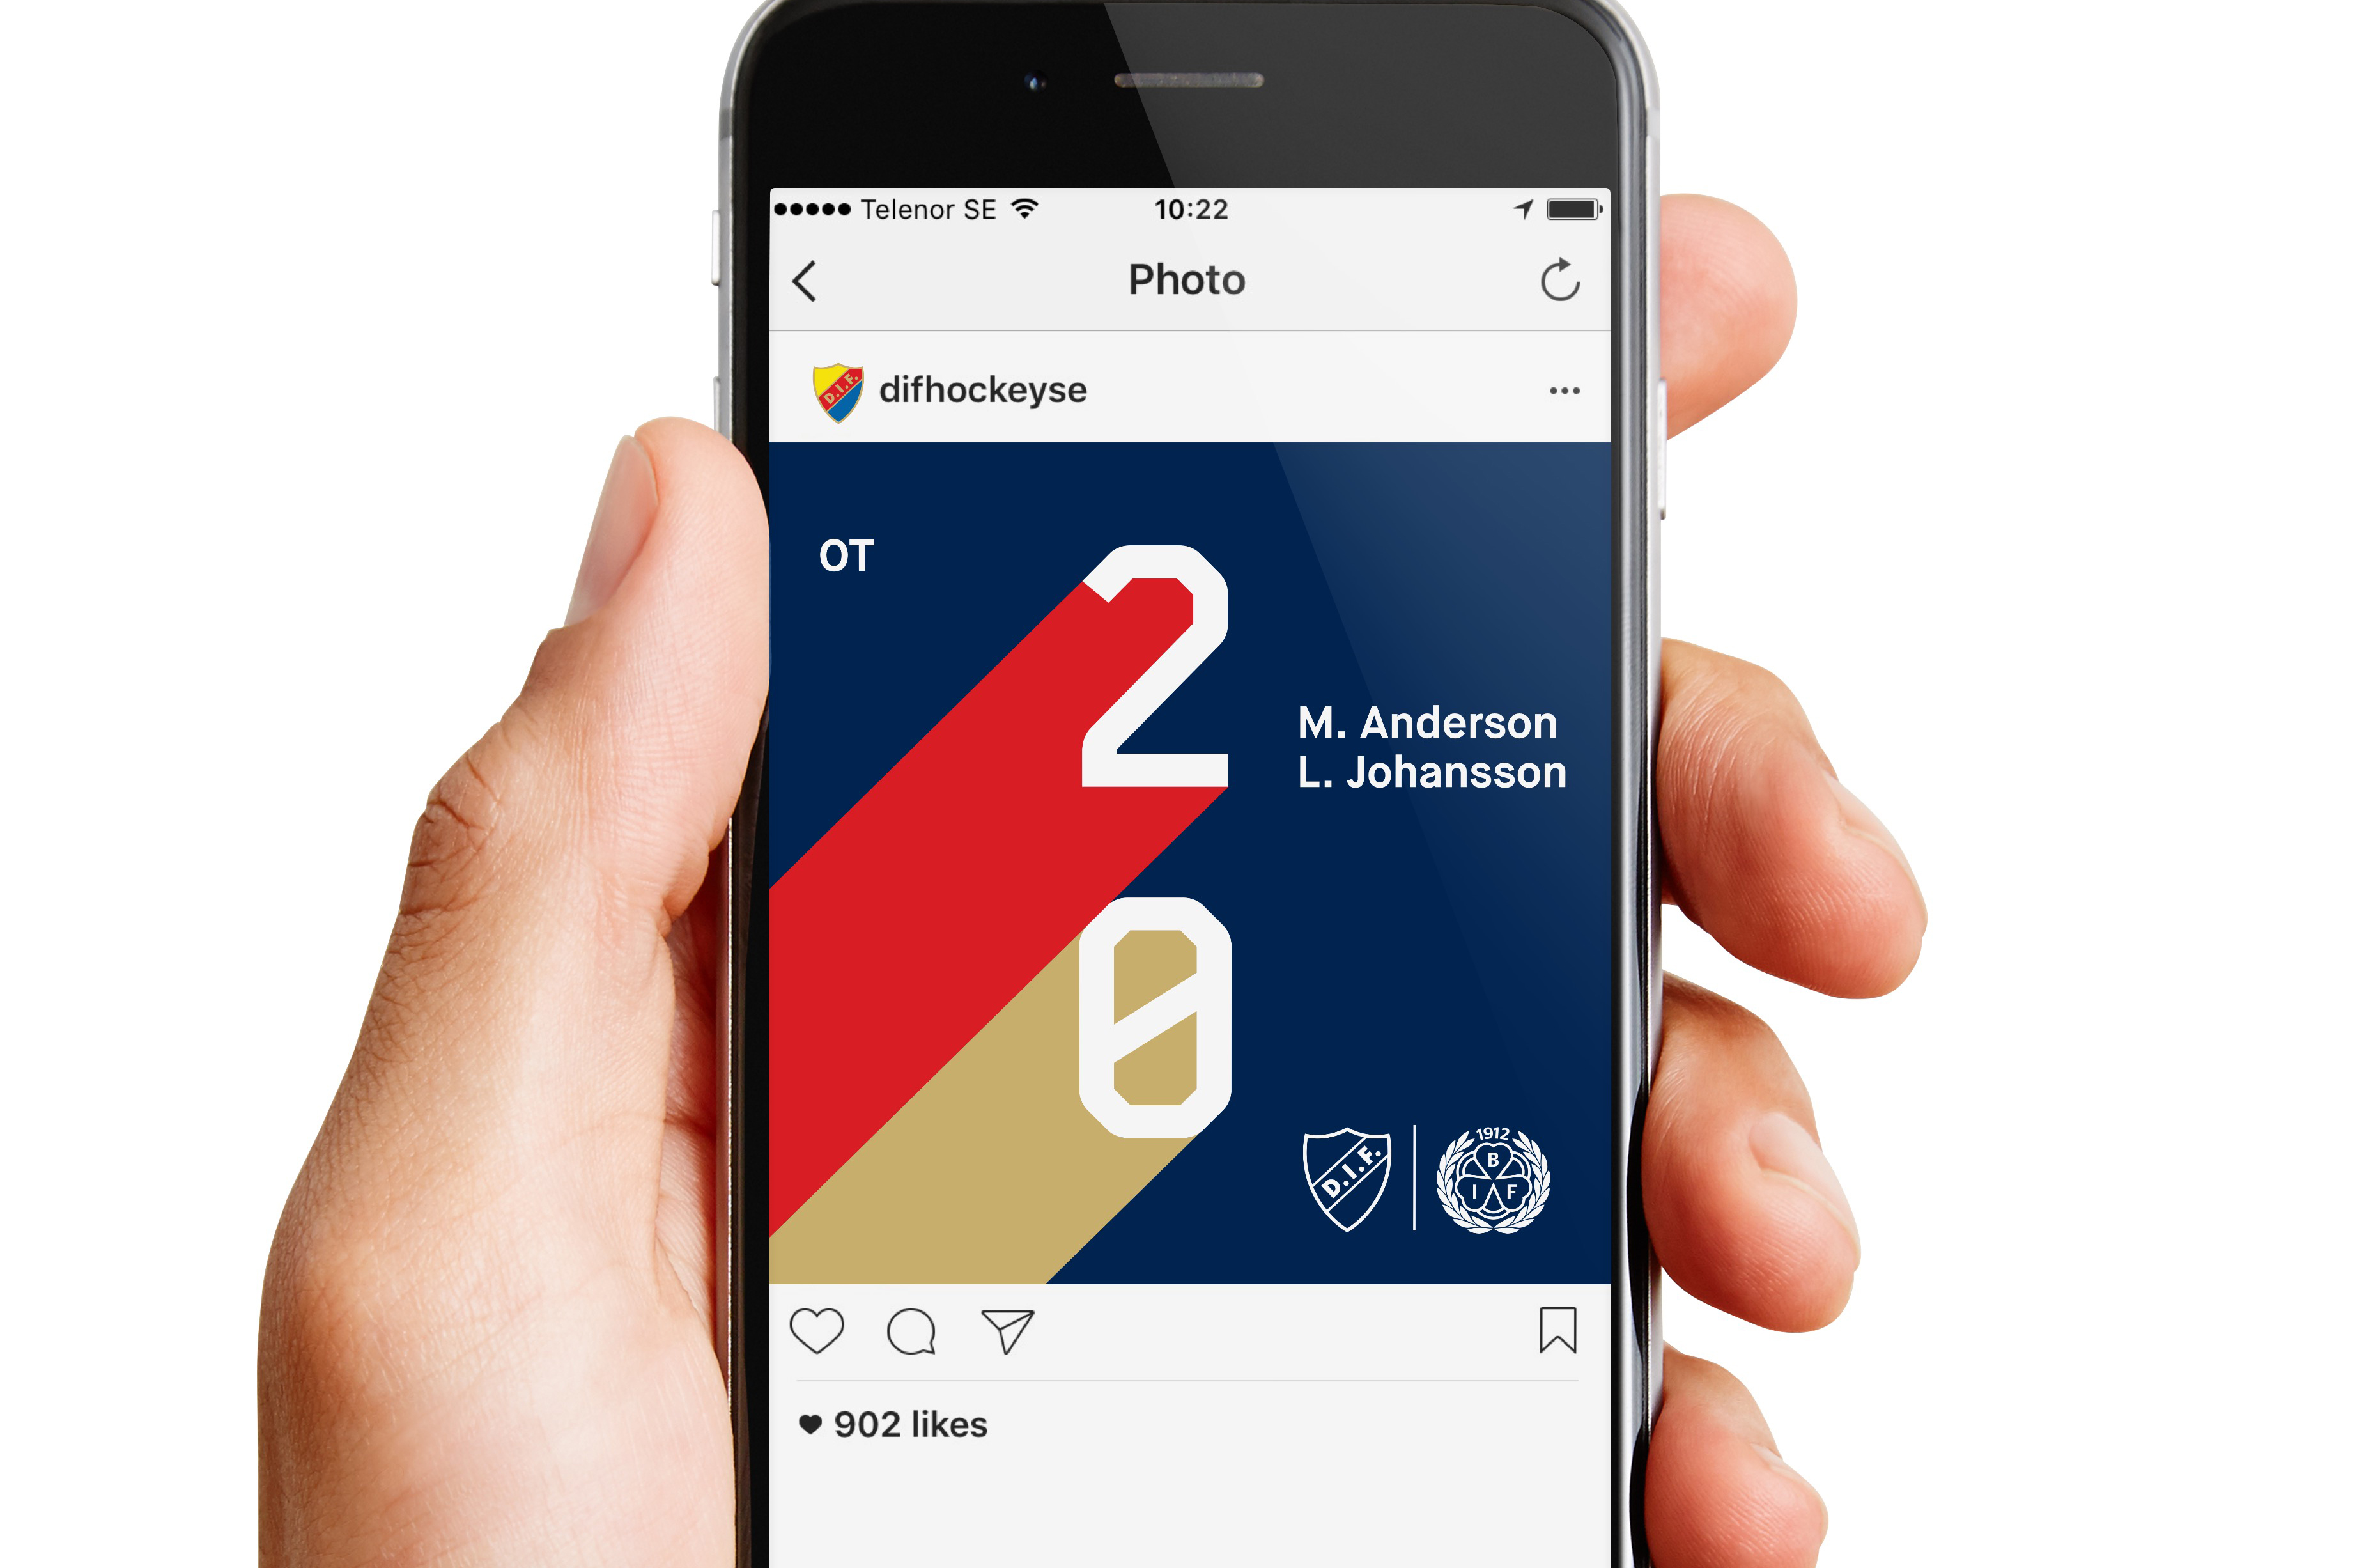 Telenor SE
10:22
Photo
difhockeyse
OT
2
M. Anderson
L. Johansson
0
D.I.F.
1912
B
I F
902 likes